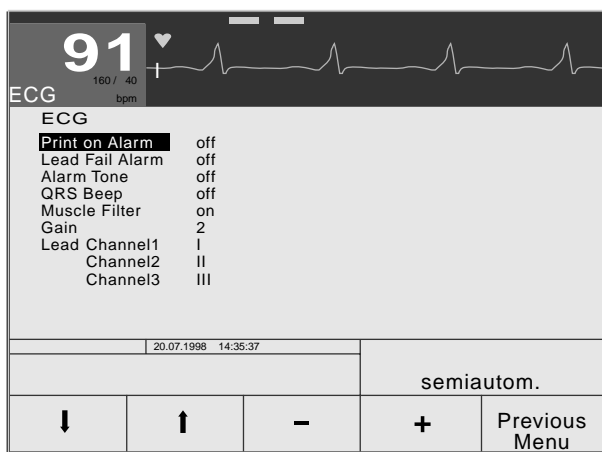 91
160 / 40
ECG bpm
ECG
Print on Alarm off
Lead Fail Alarm off
Alarm Tone off
QRS Beep off
Muscle Filter on
Gain 2
Lead Channel1 I
Channel2 II
Channel3 III
20.07.1998 14:35:37
semiautom.
– + Previous
Menu